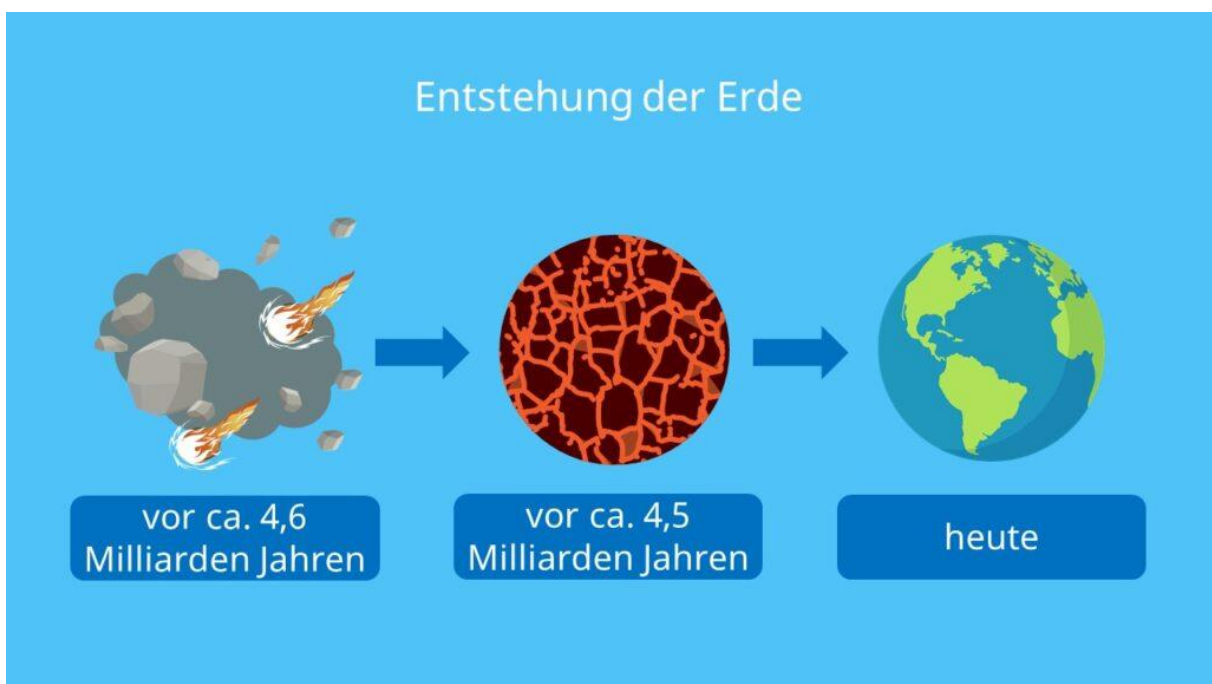 Entstehung der Erde
vor ca. 4,6
Milliarden Jahren
vor ca. 4,5
Milliarden Jahren
heute